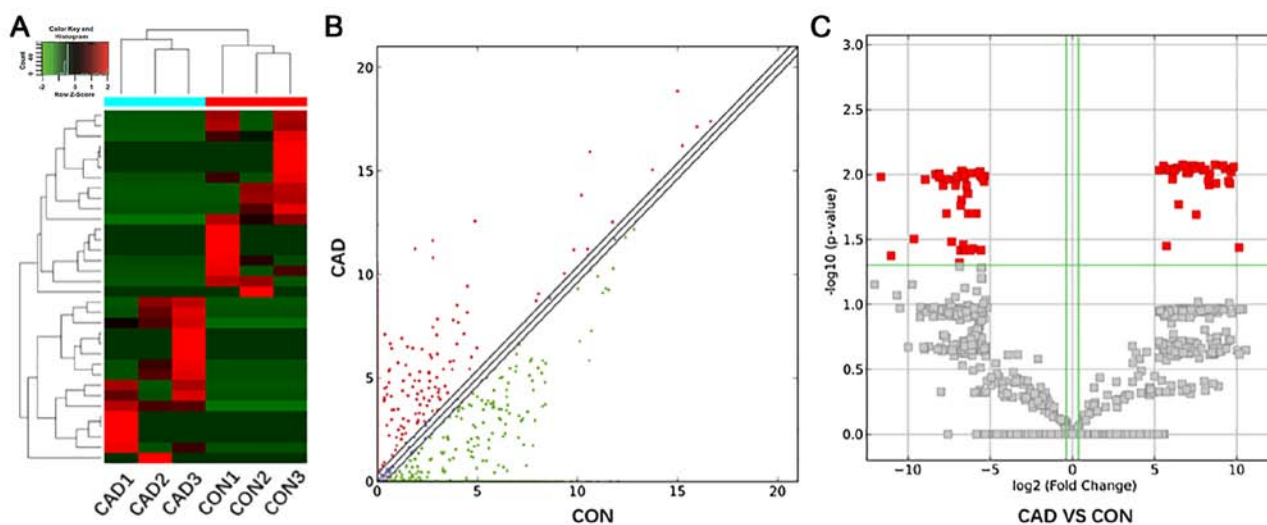 A
Color Key and
Histogram
Count
0 40
-2 -1 0 1 2
Row Z-Score
CAD1 CAD2 CAD3 CON1 CON2 CON3
B
CAD
20
15
10
5
0
0 5 10 15 20
CON
C
-log10 (p-value)
3.0
2.5
2.0
1.5
1.0
0.5
0.0
−10 −5 0 5 10
log2 (Fold Change)
CAD VS CON